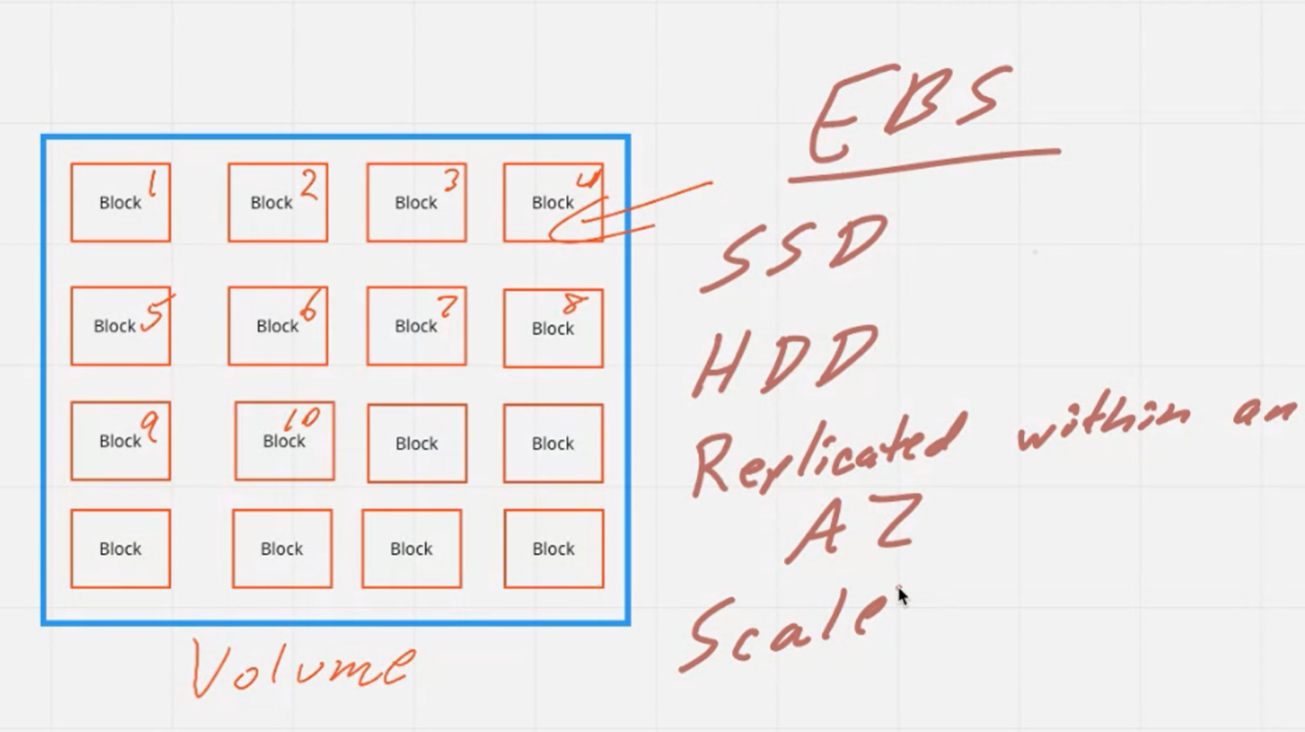 EBS
Block 1 Block 2 Block 3 Block 4
SSD
Block 5 Block 6 Block 7 Block 8
HDD
Block 9 Block 10 Block Block
Replicated within an
AZ
Block Block Block Block
Scale
Volume